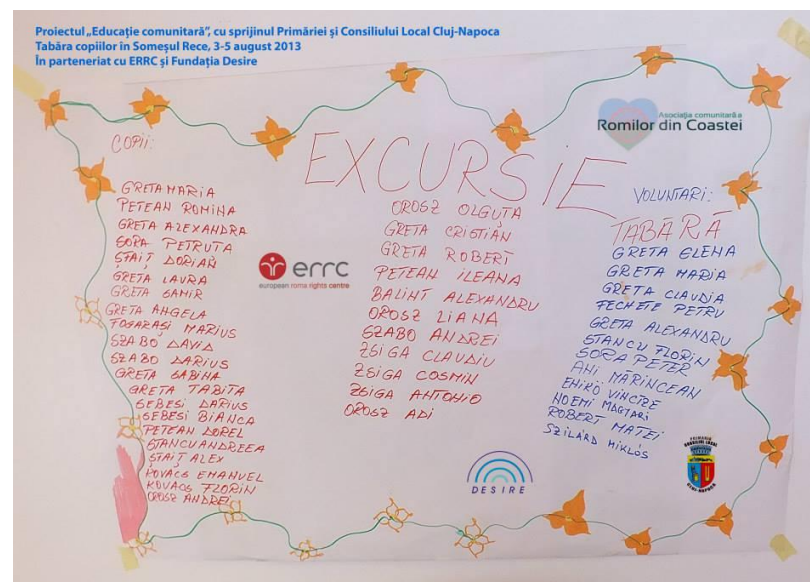 Proiectul „Educație comunitară”, cu sprijinul Primăriei și Consiliului Local Cluj-Napoca
Tabăra copiilor în Someșul Rece, 3-5 august 2013
În parteneriat cu ERRC și Fundația Desire
Asociația comunitară a
Romilor din Coastei
EXCURSIE
TABĂRĂ
COPII:
GRETA MARIA
PETEAN ROMINA
GRETA ALEXANDRA
SORA PETRUTA
STAIȚ DORIAN
GRETA LAURA
GRETA SAMIR
GRETA ANGELA
FOGARASI MARIUS
SZABO DAVID
SZABO DARIUS
GRETA SABINA
GRETA TABITA
SEBESI DARIUS
SEBESI BIANCA
PETEAN DOREL
STANCU ANDREEA
ȘTAIȚ ALEX
KOVACS EMANUEL
KOVACS FLORIN
OROSZ ANDREI
errc
european roma rights centre
OROSZ OLGUȚA
GRETA CRISTIAN
GRETA ROBERT
PETEAN ILEANA
BALINT ALEXANDRU
OROSZ LIANA
SZABO ANDREI
ZSIGA CLAUDIU
ZSIGA COSMIN
ZSIGA ANTONIO
OROSZ ADI
DESIRE
VOLUNTARI:
GRETA ELENA
GRETA MARIA
GRETA CLAUDIA
FECHETE PETRU
GRETA ALEXANDRU
STANCU FLORIN
SORA PETER
ANI MĂRINCEAN
ENIKŐ VINCZE
NOEMI MAGYARI
ROBERT MATEI
SZILÁRD MIKLÓS
CLUJ-NAPOCA